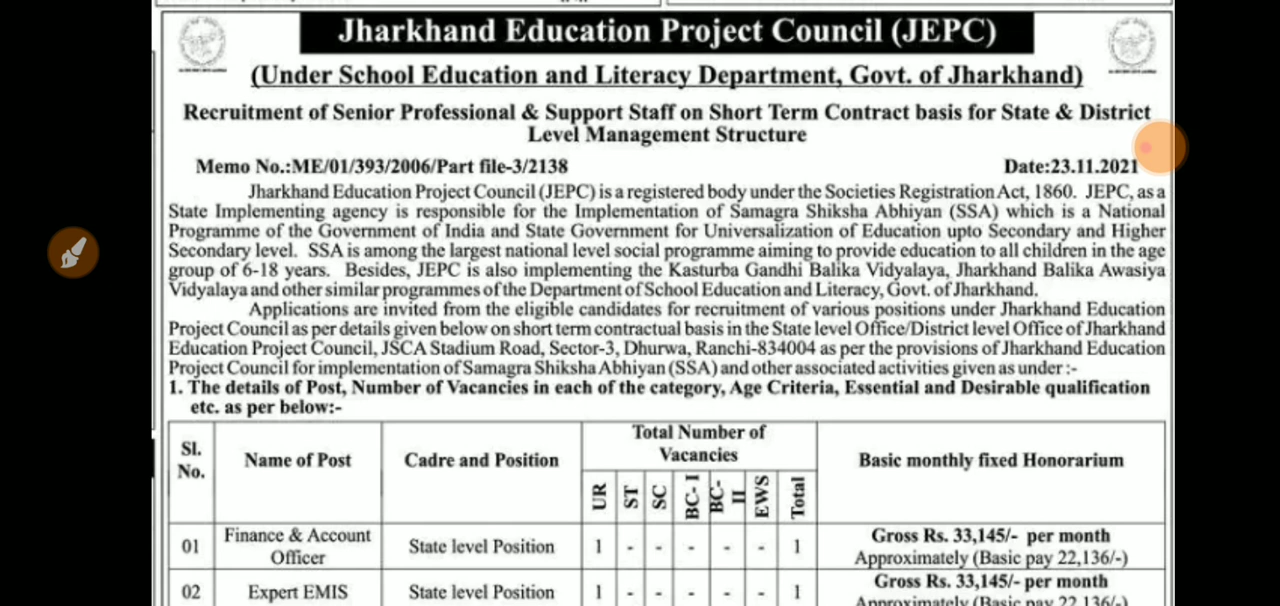 Jharkhand Education Project Council (JEPC)
(Under School Education and Literacy Department, Govt. of Jharkhand)
Recruitment of Senior Professional & Support Staff on Short Term Contract basis for State & District
Level Management Structure
Memo No.:ME/01/393/2006/Part file-3/2138 Date:23.11.2021
Jharkhand Education Project Council (JEPC) is a registered body under the Societies Registration Act, 1860. JEPC, as a
State Implementing agency is responsible for the Implementation of Samagra Shiksha Abhiyan (SSA) which is a National
Programme of the Government of India and State Government for Universalization of Education upto Secondary and Higher
Secondary level. SSA is among the largest national level social programme aiming to provide education to all children in the age
group of 6-18 years. Besides, JEPC is also implementing the Kasturba Gandhi Balika Vidyalaya, Jharkhand Balika Awasiya
Vidyalaya and other similar programmes of the Department of School Education and Literacy, Govt. of Jharkhand.
Applications are invited from the eligible candidates for recruitment of various positions under Jharkhand Education
Project Council as per details given below on short term contractual basis in the State level Office/District level Office of Jharkhand
Education Project Council, JSCA Stadium Road, Sector-3, Dhurwa, Ranchi-834004 as per the provisions of Jharkhand Education
Project Council for implementation of Samagra Shiksha Abhiyan (SSA) and other associated activities given as under :-
1. The details of Post, Number of Vacancies in each of the category, Age Criteria, Essential and Desirable qualification
etc. as per below:-
Sl. No. Name of Post Cadre and Position Total Number of Vacancies Basic monthly fixed Honorarium
UR ST SC BC- I BC- II EWS Total
01 Finance & Account Officer State level Position 1 - - - - - 1 Gross Rs. 33,145/- per month
Approximately (Basic pay 22,136/-)
02 Expert EMIS State level Position 1 - - - - - 1 Gross Rs. 33,145/- per month
Approximately (Basic pay 22,136/-)